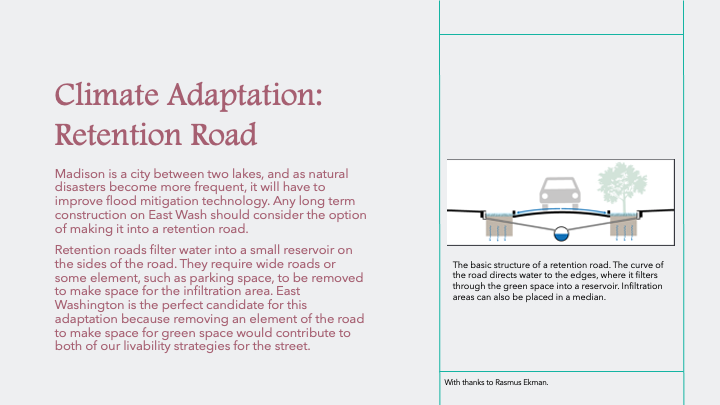 Climate Adaptation:
Retention Road
Madison is a city between two lakes, and as natural
disasters become more frequent, it will have to
improve flood mitigation technology. Any long term
construction on East Wash should consider the option
of making it into a retention road.
Retention roads filter water into a small reservoir on
the sides of the road. They require wide roads or
some element, such as parking space, to be removed
to make space for the infiltration area. East
Washington is the perfect candidate for this
adaptation because removing an element of the road
to make space for green space would contribute to
both of our livability strategies for the street.
The basic structure of a retention road. The curve of
the road directs water to the edges, where it filters
through the green space into a reservoir. Infiltration
areas can also be placed in a median.
With thanks to Rasmus Ekman.